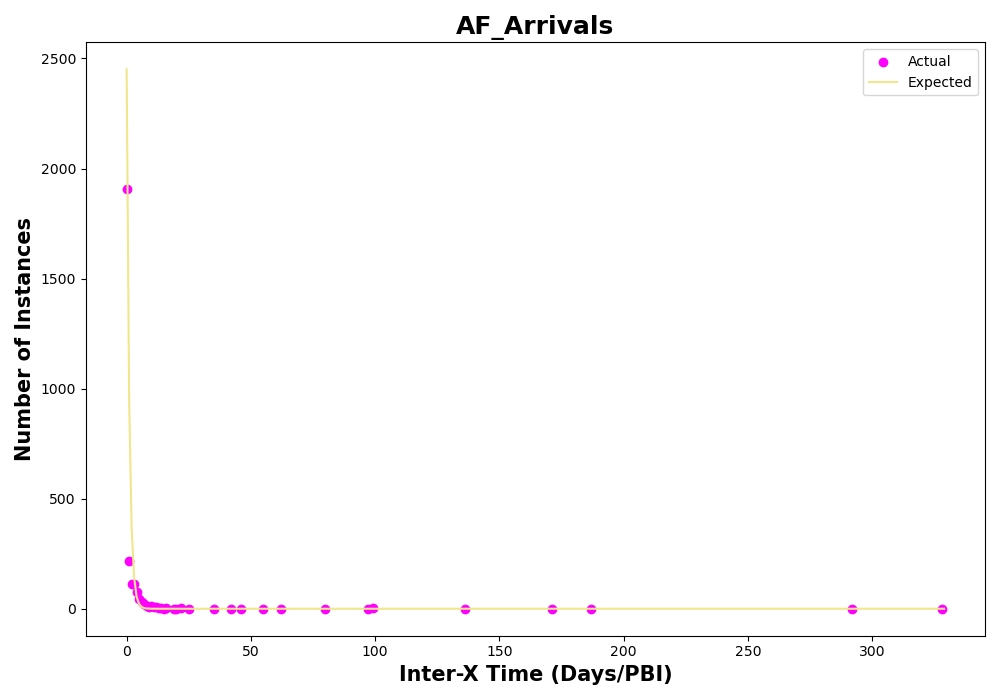 AF_Arrivals
Actual
Expected
Number of Instances
2500
2000
1500
1000
500
0
0 50 100 150 200 250 300
Inter-X Time (Days/PBI)